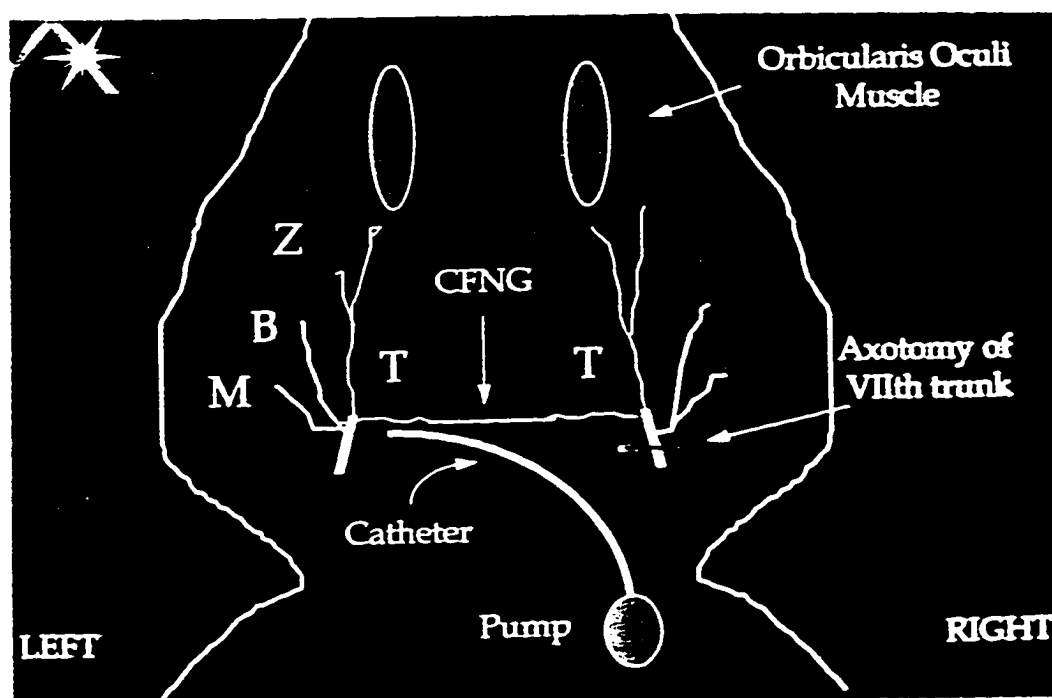 Orbicularis Oculi
Muscle
Z
CFNG
B
T
T
Axotomy of
VIIth trunk
M
Catheter
Pump
LEFT
RIGHT